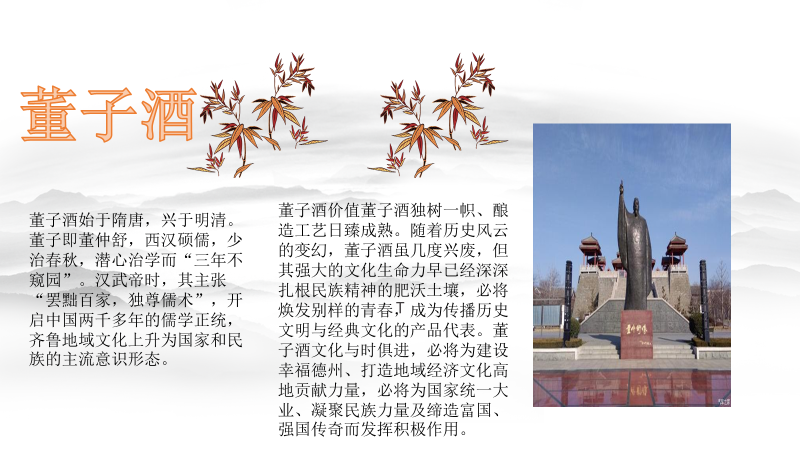 董子酒
董子酒始于隋唐，兴于明清。
董子即董仲舒，西汉硕儒，少
治春秋，潜心治学而“三年不
窥园”。汉武帝时，其主张
“罢黜百家，独尊儒术”，开
启中国两千多年的儒学正统，
齐鲁地域文化上升为国家和民
族的主流意识形态。
董子酒价值董子酒独树一帜、酿
造工艺日臻成熟。随着历史风云
的变幻，董子酒虽几度兴废，但
其强大的文化生命力早已经深深
扎根民族精神的肥沃土壤，必将
焕发别样的青春，成为传播历史
文明与经典文化的产品代表。董
子酒文化与时俱进，必将为建设
幸福德州、打造地域经济文化高
地贡献力量，必将为国家统一大
业、凝聚民族力量及缔造富国、
强国传奇而发挥积极作用。